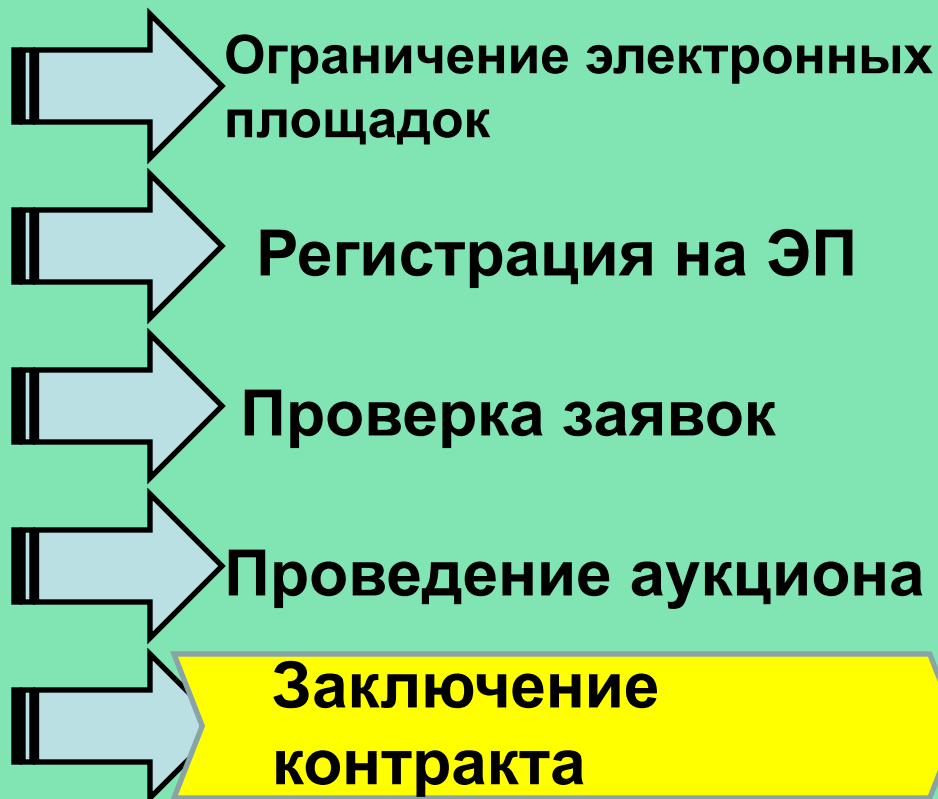 Ограничение электронных
площадок
Регистрация на ЭП
Проверка заявок
Проведение аукциона
Заключение
контракта